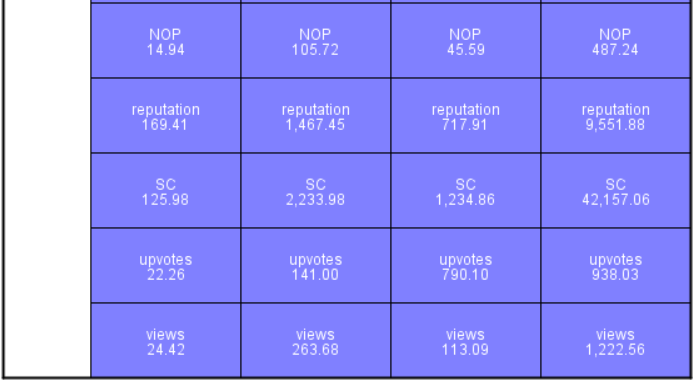 NOP NOP NOP NOP
14.94 105.72 45.59 487.24
reputation reputation reputation reputation
169.41 1,467.45 717.91 9,551.88
SC SC SC SC
125.98 2,233.98 1,234.86 42,157.06
upvotes upvotes upvotes upvotes
22.26 141.00 790.10 938.03
views views views views
24.42 263.68 113.09 1,222.56